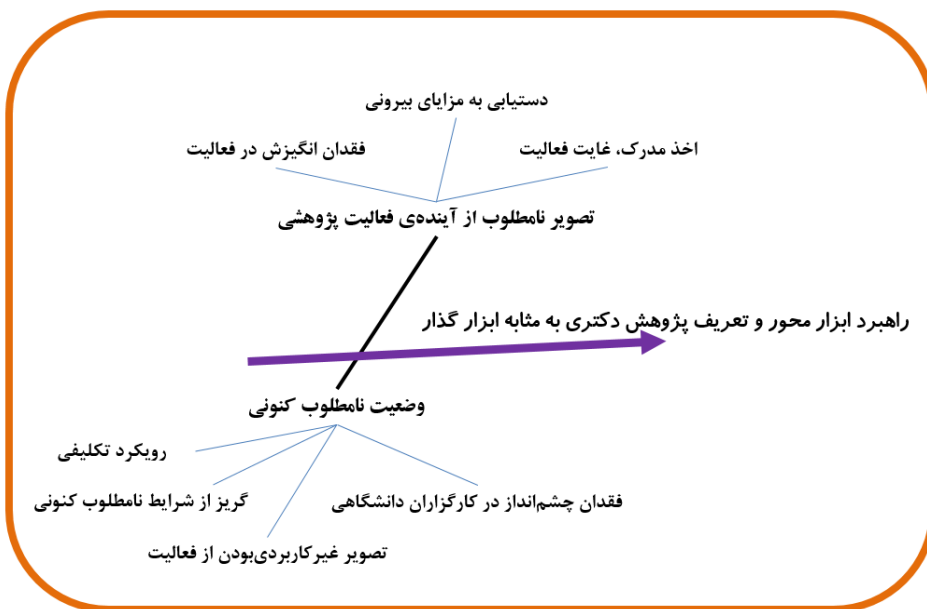 دستیابی به مزایای بیرونی
اخذ مدرک، غایت فعالیت
فقدان انگیزش در فعالیت
تصویر نامطلوب از آینده‌ی فعالیت پژوهشی
راهبرد ابزار محور و تعریف پژوهش دکتری به مثابه ابزار گذار
وضعیت نامطلوب کنونی
رویکرد تکلیفی
فقدان چشم‌انداز در کارگزاران دانشگاهی
گریز از شرایط نامطلوب کنونی
تصویر غیرکاربردی‌بودن از فعالیت